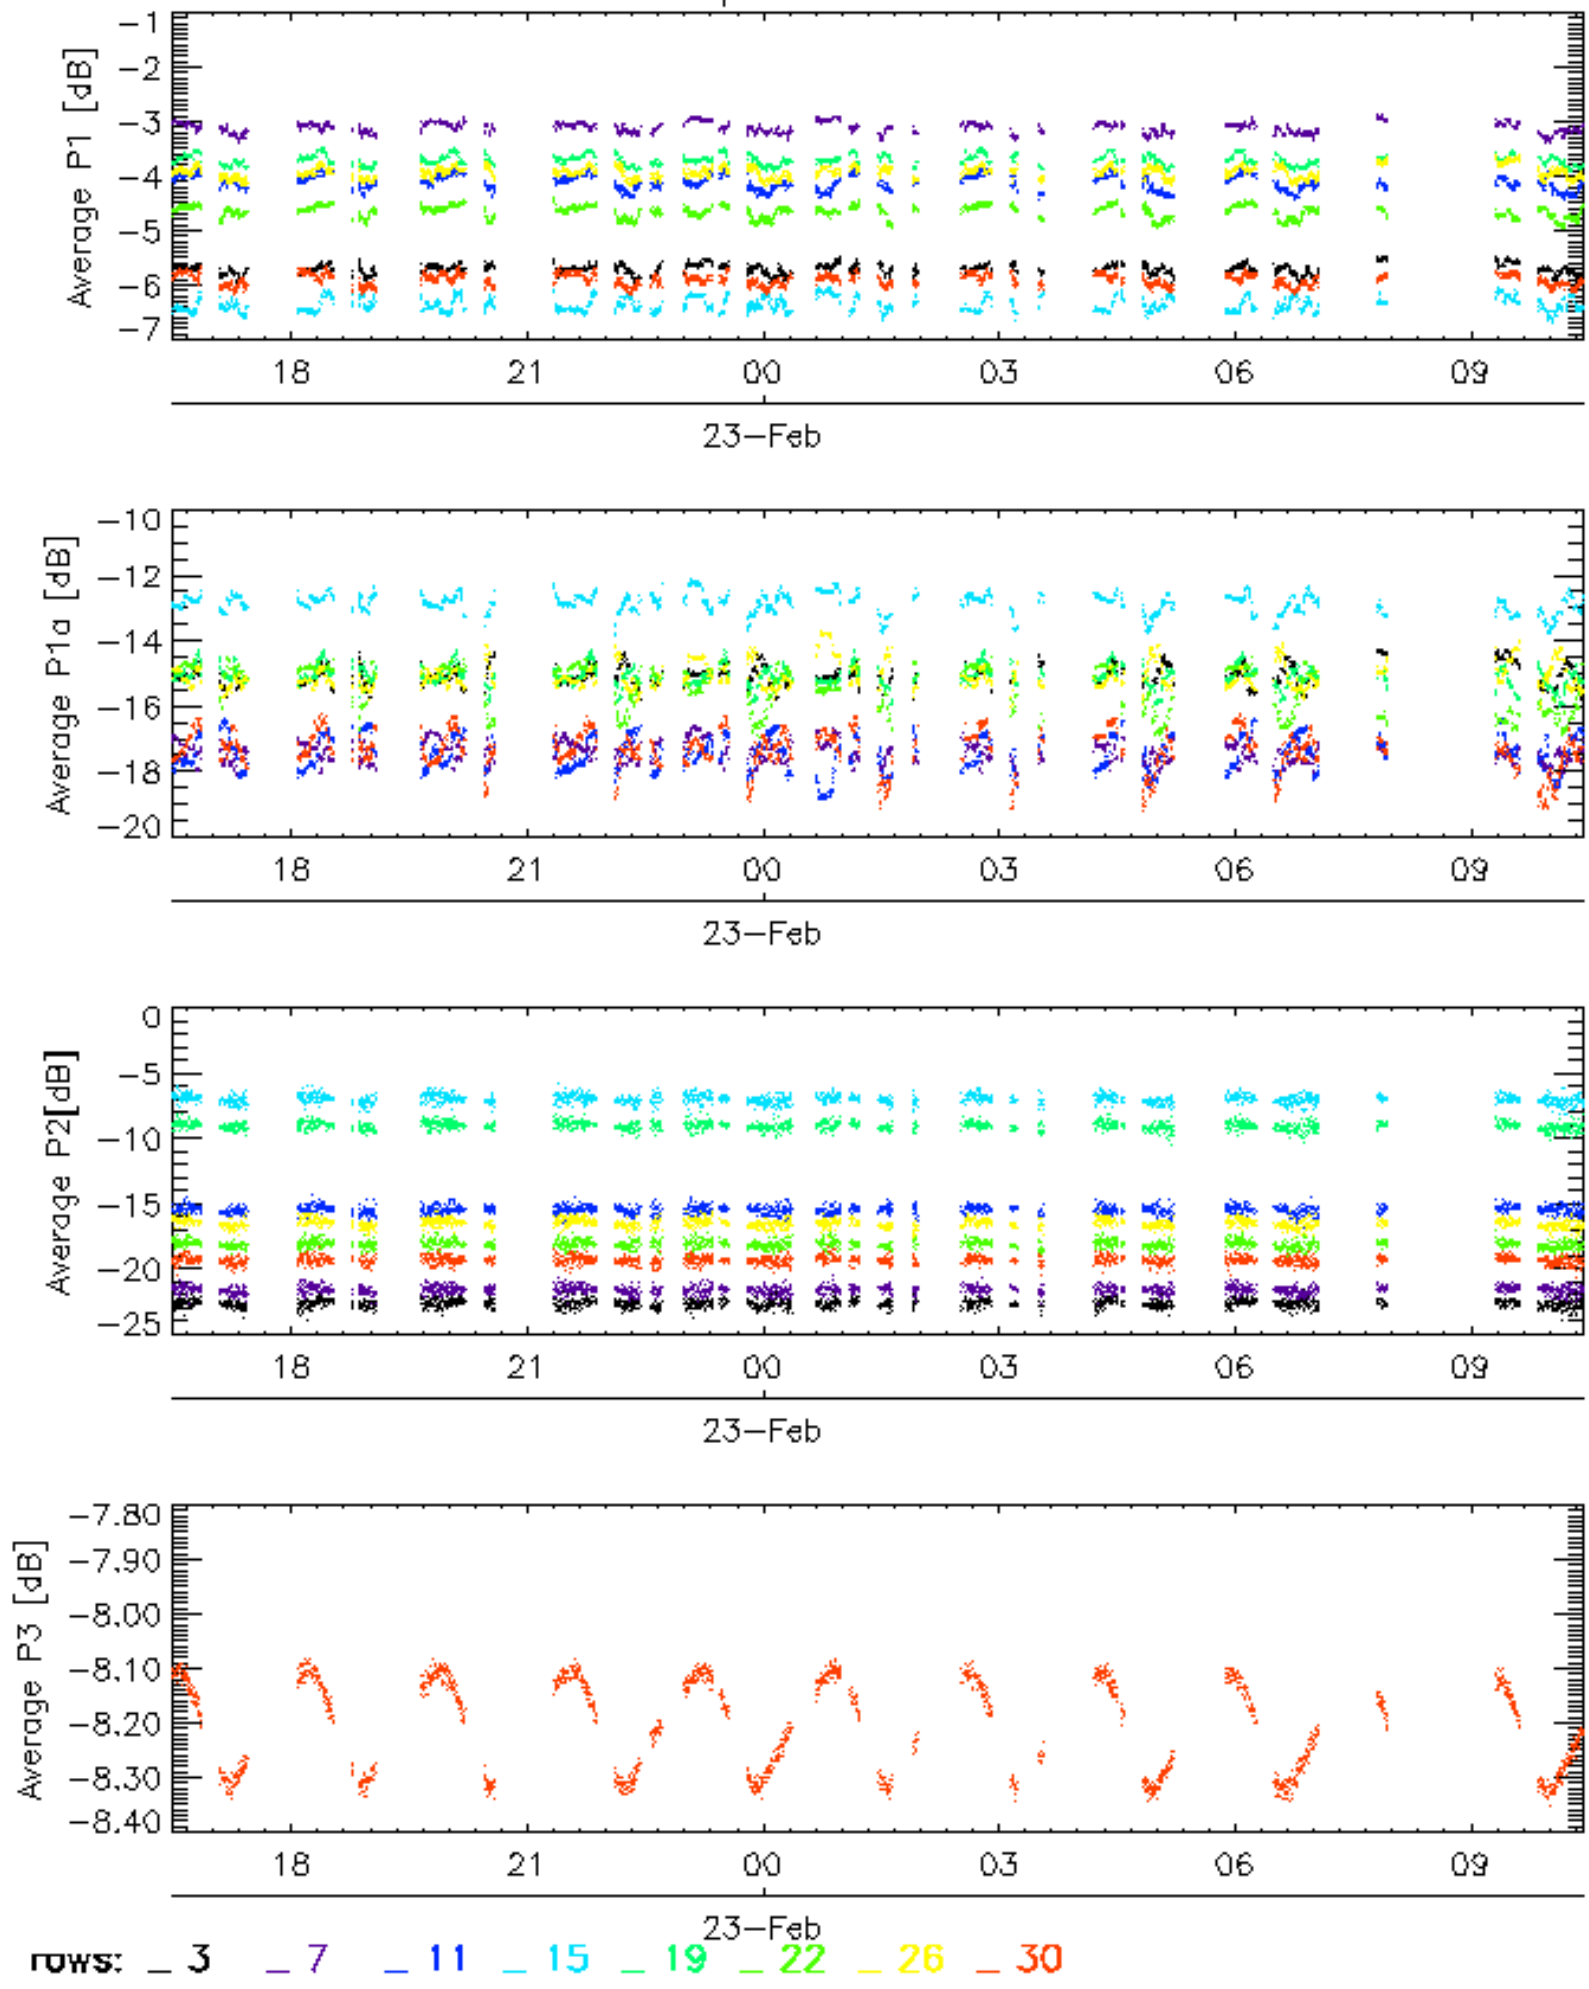 Average P1 [dB]
-1
-2
-3
-4
-5
-6
-7
18 21 00 03 06 09
23-Feb
Average P1a [dB]
-10
-12
-14
-16
-18
-20
18 21 00 03 06 09
23-Feb
Average P2[dB]
0
-5
-10
-15
-20
-25
18 21 00 03 06 09
23-Feb
Average P3 [dB]
-7.80
-7.90
-8.00
-8.10
-8.20
-8.30
-8.40
18 21 00 03 06 09
23-Feb
rows: _ 3 _ 7 _ 11 _ 15 _ 19 _ 22 _ 26 _ 30